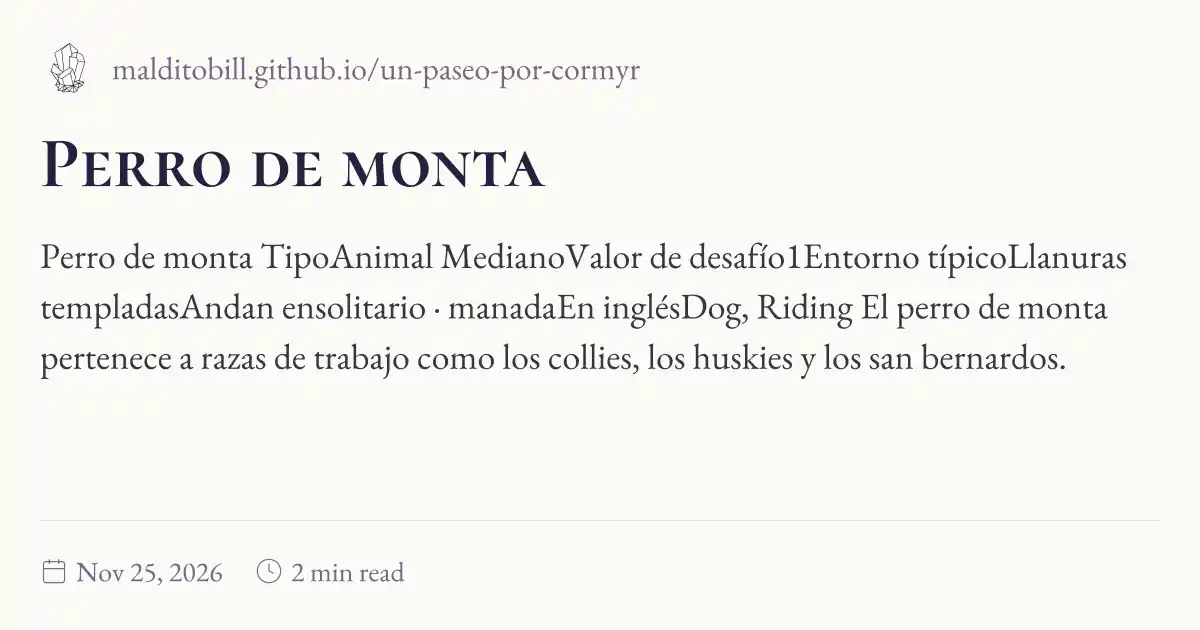 malditobill.github.io/un-paseo-por-cormyr
Perro de monta
Perro de monta TipoAnimal MedianoValor de desafío1Entorno típicoLlanuras
templadasAndan ensolitario · manadaEn inglésDog, Riding El perro de monta
pertenece a razas de trabajo como los collies, los huskies y los san bernardos.
Nov 25, 2026 2 min read